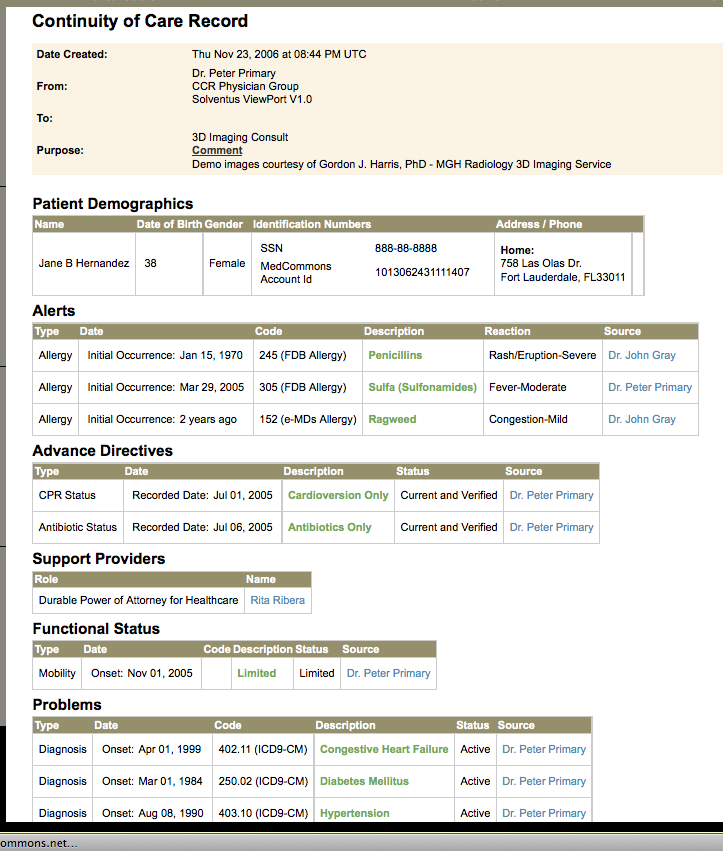 Continuity of Care Record
Date Created: Thu Nov 23, 2006 at 08:44 PM UTC
From: Dr. Peter Primary
CCR Physician Group
Solventus ViewPort V1.0
To:
Purpose: 3D Imaging Consult
Comment
Demo images courtesy of Gordon J. Harris, PhD - MGH Radiology 3D Imaging Service
Patient Demographics
Name Date of Birth Gender Identification Numbers Address / Phone
Jane B Hernandez 38 Female SSN 888-88-8888 Home:
MedCommons Account Id 1013062431111407 758 Las Olas Dr.
Fort Lauderdale, FL33011
Alerts
Type Date Code Description Reaction Source
Allergy Initial Occurrence: Jan 15, 1970 245 (FDB Allergy) Penicillins Rash/Eruption-Severe Dr. John Gray
Allergy Initial Occurrence: Mar 29, 2005 305 (FDB Allergy) Sulfa (Sulfonamides) Fever-Moderate Dr. Peter Primary
Allergy Initial Occurrence: 2 years ago 152 (e-MDs Allergy) Ragweed Congestion-Mild Dr. John Gray
Advance Directives
Type Date Description Status Source
CPR Status Recorded Date: Jul 01, 2005 Cardioversion Only Current and Verified Dr. Peter Primary
Antibiotic Status Recorded Date: Jul 06, 2005 Antibiotics Only Current and Verified Dr. Peter Primary
Support Providers
Role Name
Durable Power of Attorney for Healthcare Rita Ribera
Functional Status
Type Date Code Description Status Source
Mobility Onset: Nov 01, 2005 Limited Limited Dr. Peter Primary
Problems
Type Date Code Description Status Source
Diagnosis Onset: Apr 01, 1999 402.11 (ICD9-CM) Congestive Heart Failure Active Dr. Peter Primary
Diagnosis Onset: Mar 01, 1984 250.02 (ICD9-CM) Diabetes Mellitus Active Dr. Peter Primary
Diagnosis Onset: Aug 08, 1990 403.10 (ICD9-CM) Hypertension Active Dr. Peter Primary
ommons.net...